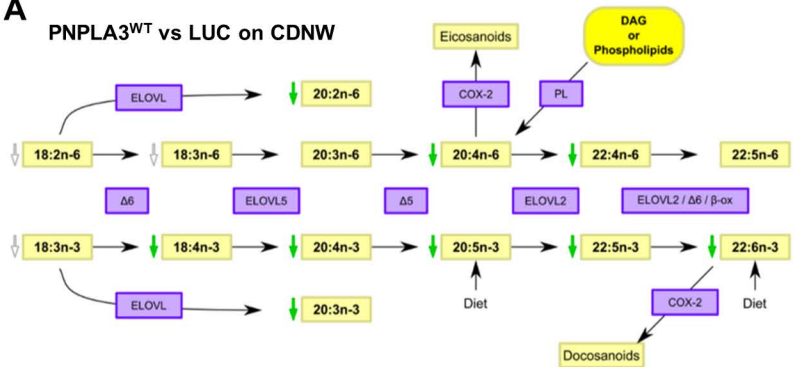 A
PNPLA3WT vs LUC on CDNW
DAG
or
Phospholipids
Eicosanoids
ELOVL
20:2n-6
COX-2
PL
18:2n-6
18:3n-6
20:3n-6
20:4n-6
22:4n-6
22:5n-6
Δ6
ELOVL5
Δ5
ELOVL2
ELOVL2 / Δ6 / β-ox
18:3n-3
18:4n-3
20:4n-3
20:5n-3
22:5n-3
22:6n-3
ELOVL
20:3n-3
Diet
COX-2
Diet
Docosanoids